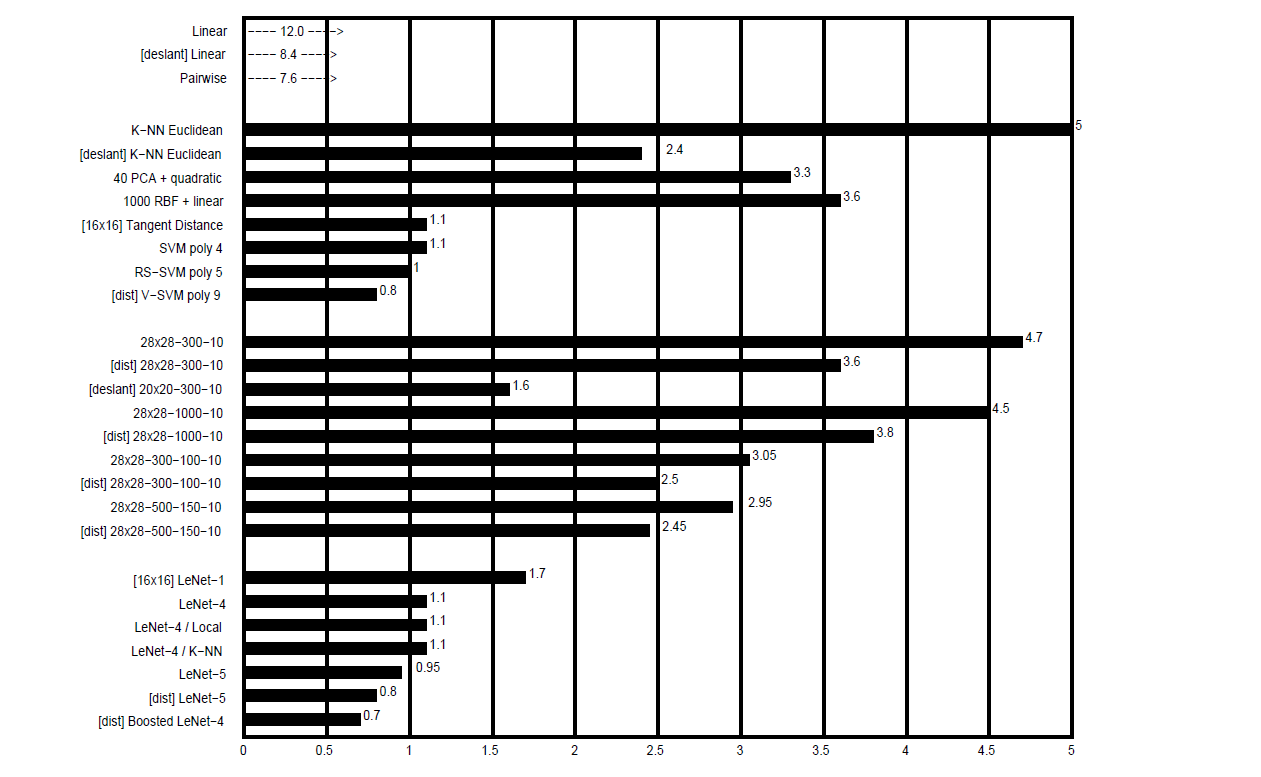 Linear ---- 12.0 ---->
[deslant] Linear ---- 8.4 ---->
Pairwise ---- 7.6 ---->
K−NN Euclidean 5
[deslant] K−NN Euclidean 2.4
40 PCA + quadratic 3.3
1000 RBF + linear 3.6
[16x16] Tangent Distance 1.1
SVM poly 4 1.1
RS−SVM poly 5 1
[dist] V−SVM poly 9 0.8
28x28−300−10 4.7
[dist] 28x28−300−10 3.6
[deslant] 20x20−300−10 1.6
28x28−1000−10 4.5
[dist] 28x28−1000−10 3.8
28x28−300−100−10 3.05
[dist] 28x28−300−100−10 2.5
28x28−500−150−10 2.95
[dist] 28x28−500−150−10 2.45
[16x16] LeNet−1 1.7
LeNet−4 1.1
LeNet−4 / Local 1.1
LeNet−4 / K−NN 1.1
LeNet−5 0.95
[dist] LeNet−5 0.8
[dist] Boosted LeNet−4 0.7
0 0.5 1 1.5 2 2.5 3 3.5 4 4.5 5